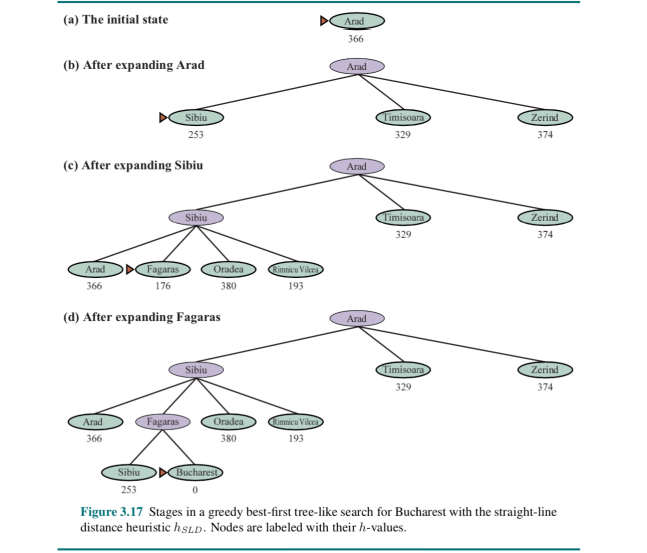 (a) The initial state
Arad
366
(b) After expanding Arad
Arad
Sibiu Timisoara Zerind
253 329 374
(c) After expanding Sibiu
Arad
Sibiu Timisoara Zerind
329 374
Arad Fagaras Oradea Rimnicu Vilcea
366 176 380 193
(d) After expanding Fagaras
Arad
Sibiu Timisoara Zerind
329 374
Arad Fagaras Oradea Rimnicu Vilcea
366 380 193
Sibiu Bucharest
253 0
Figure 3.17 Stages in a greedy best-first tree-like search for Bucharest with the straight-line
distance heuristic hSLD. Nodes are labeled with their h-values.